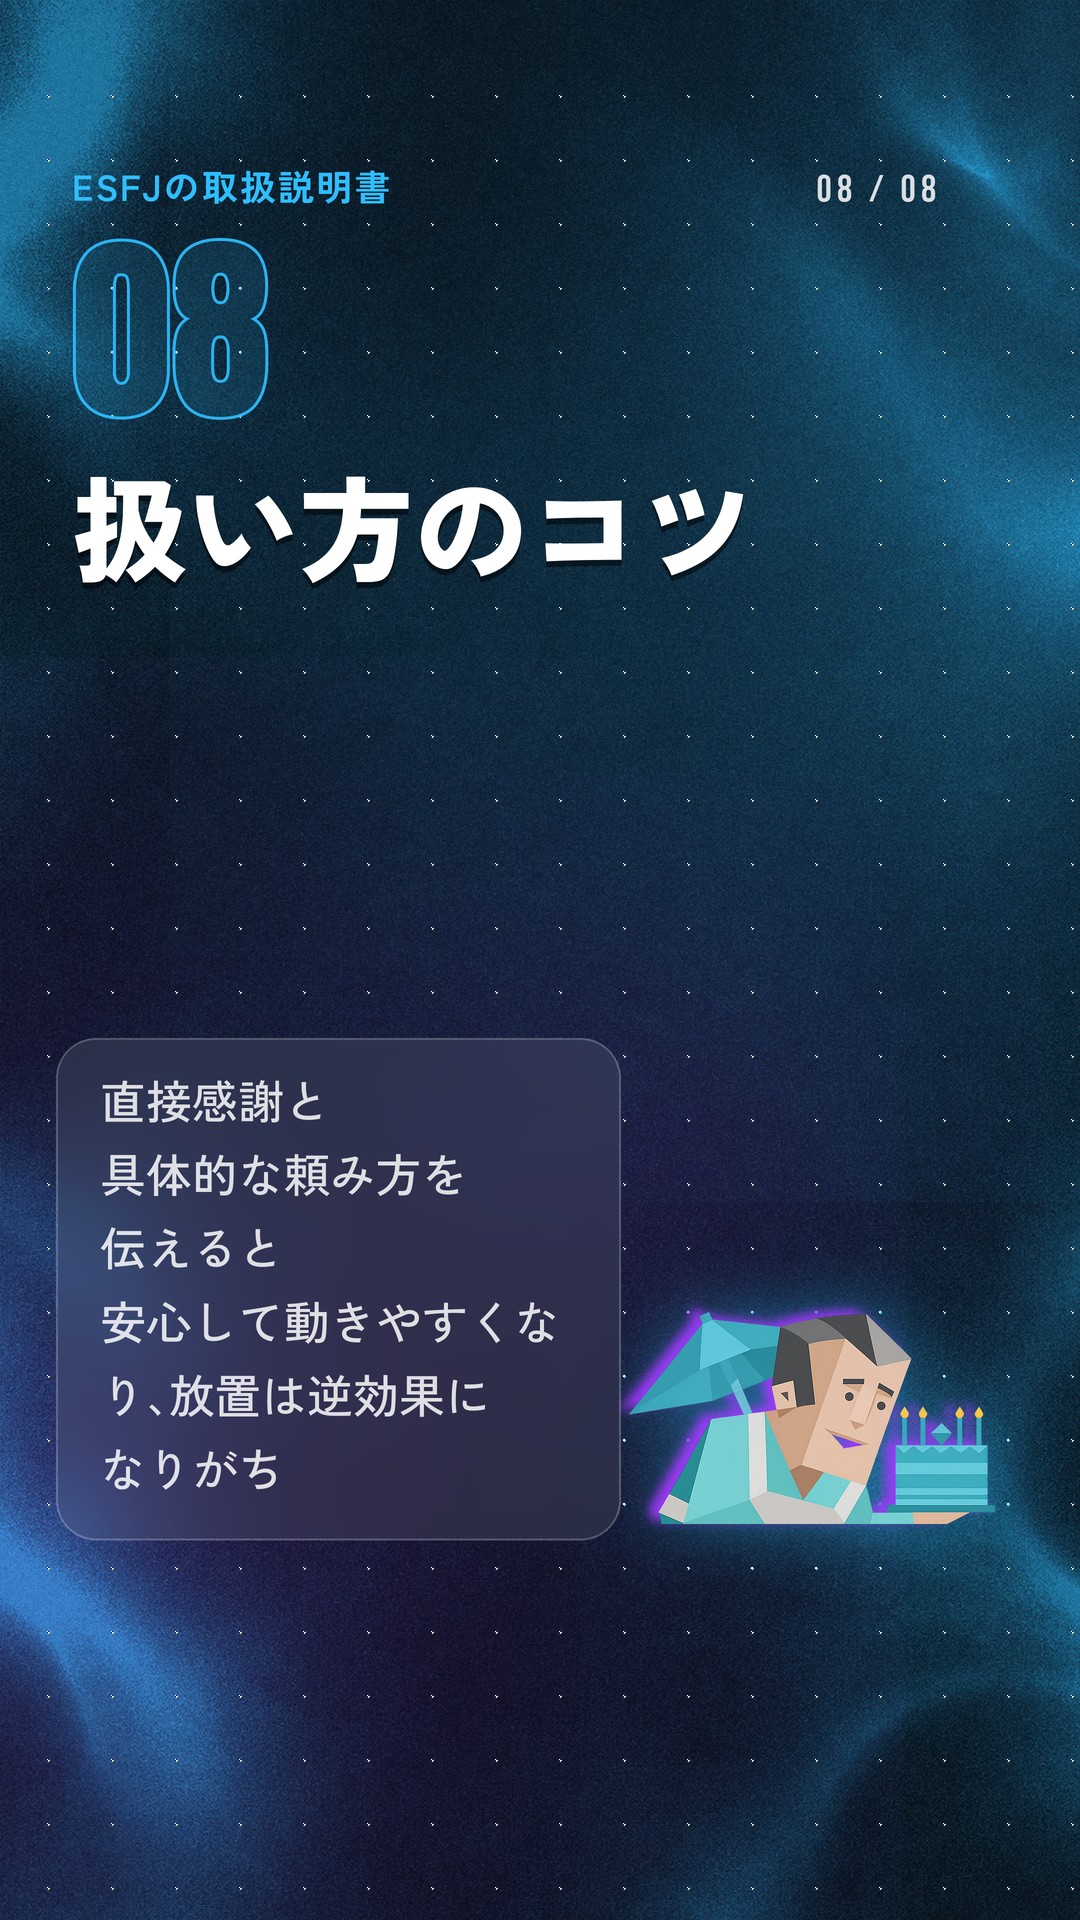 ESFJの取扱説明書
08 / 08
08
扱い方のコツ
直接感謝と
具体的な頼み方を
伝えると
安心して動きやすくな
り、放置は逆効果に
なりがち